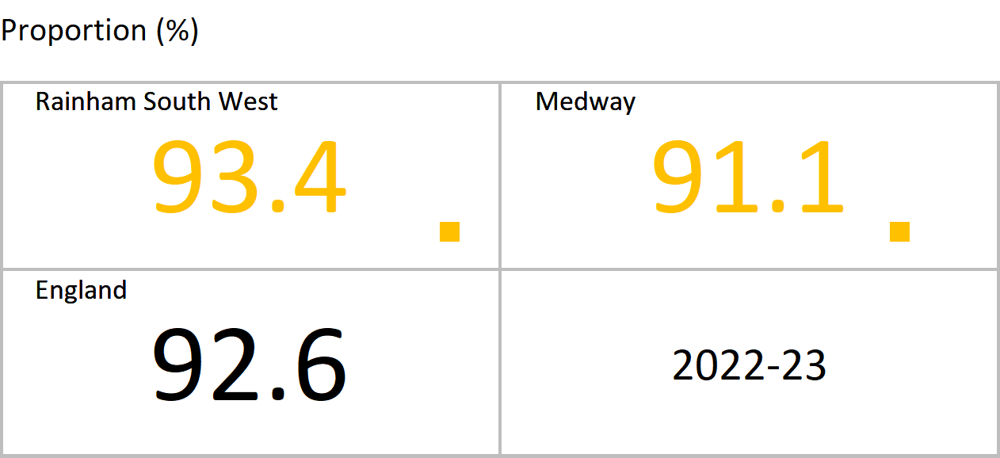 Proportion (%)
Rainham South West
93.4
Medway
91.1
England
92.6
2022-23